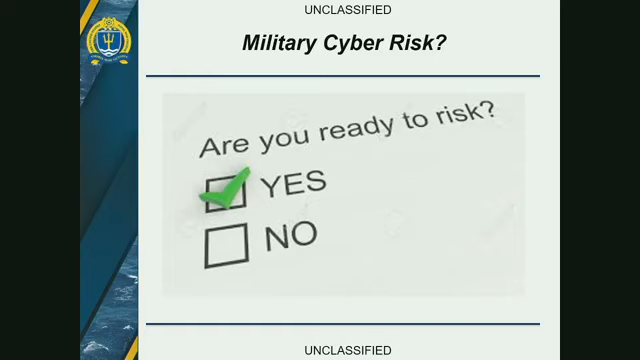 UNCLASSIFIED
Military Cyber Risk?
Are you ready to risk?
YES
NO
UNCLASSIFIED